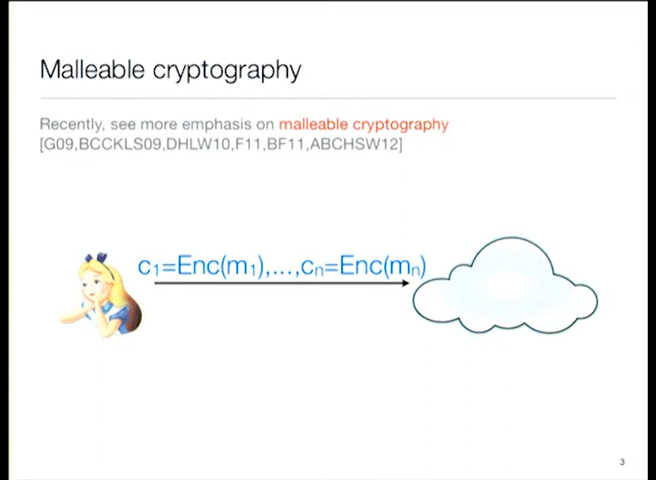 Malleable cryptography
Recently, see more emphasis on malleable cryptography
[G09,BCCKLS09,DHLW10,F11,BF11,ABCHSW12]
c₁=Enc(m₁),...,cₙ=Enc(mₙ)
3